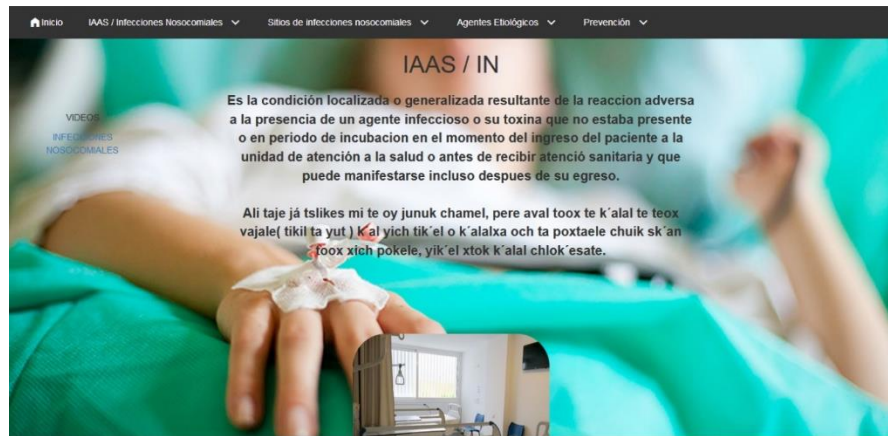 Inicio
IAAS / Infecciones Nosocomiales
Sitios de infecciones nosocomiales
Agentes Etiológicos
Prevención
IAAS / IN
Es la condición localizada o generalizada resultante de la reaccion adversa
a la presencia de un agente infeccioso o su toxina que no estaba presente
o en periodo de incubacion en el momento del ingreso del paciente a la
unidad de atención a la salud o antes de recibir atenció sanitaria y que
puede manifestarse incluso despues de su egreso.
Ali taje já tslikes mi te oy junuk chamel, pere aval toox te k´alal te teox
vajale( tikil ta yut ) k´al yich tik´el o k´alalxa och ta poxtaele chuik sk´an
toox xich pokele, yik´el xtok k´alal chlok´esate.
VIDEOS
INFECCIONES
NOSOCOMIALES